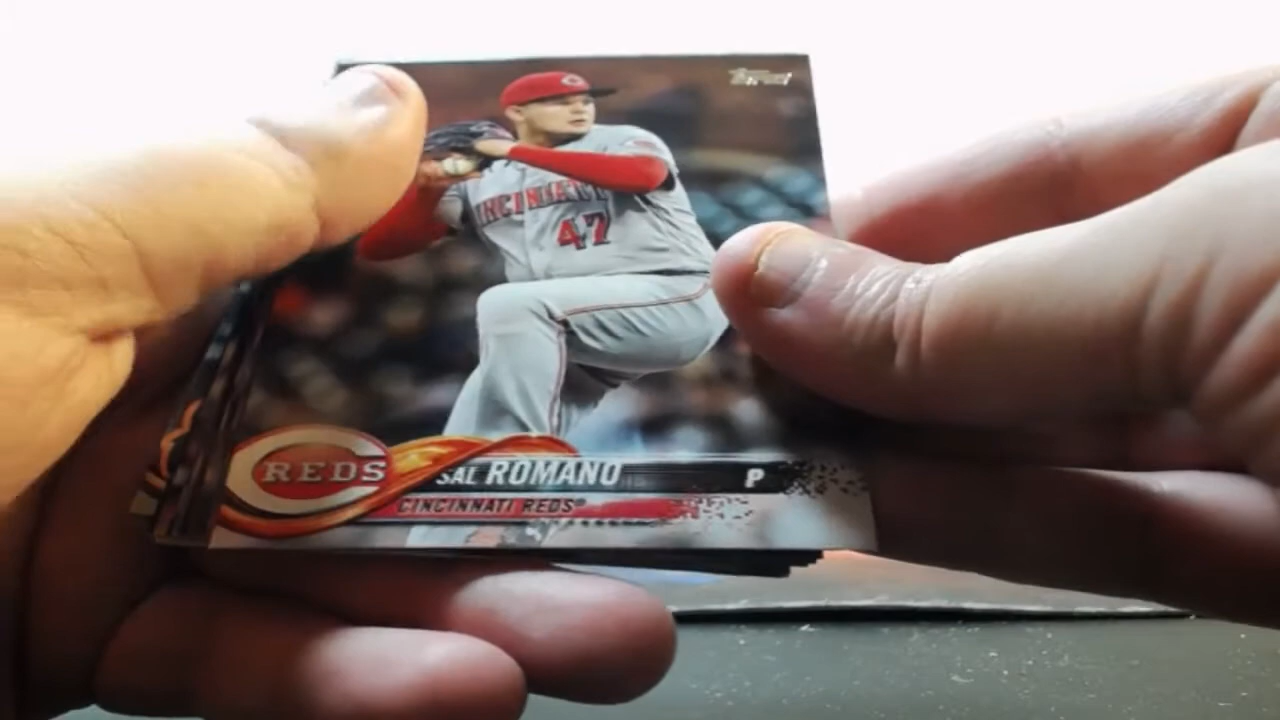 Topps
CINCINNATI
47
REDS
SAL ROMANO P
CINCINNATI REDS®